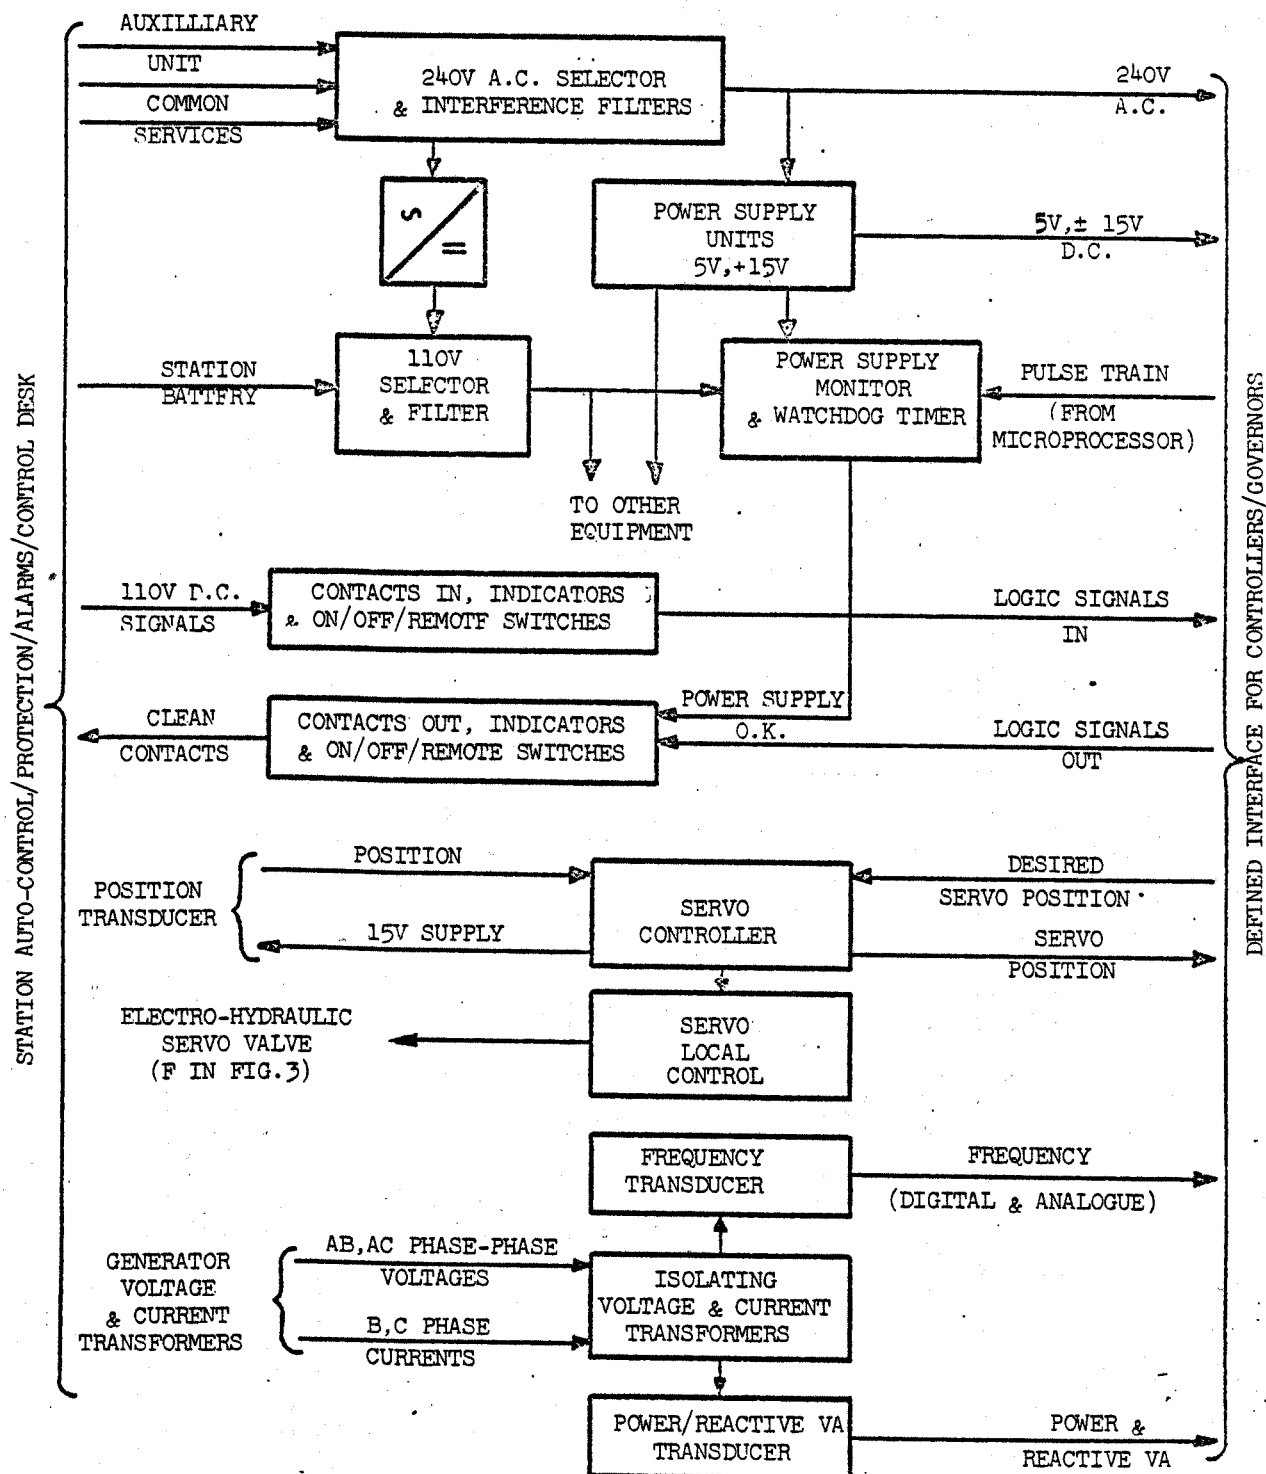 AUXILLIARY
UNIT
COMMON
SERVICES
240V A.C. SELECTOR
& INTERFERENCE FILTERS
240V
A.C.
S
=
POWER SUPPLY
UNITS
5V,+15V
5V,± 15V
D.C.
STATION
BATTFRY
110V
SELFCTOR
& FILTER
POWER SUPPLY
MONITOR
& WATCHDOG TIMER
PULSE TRAIN
(FROM
MICROPROCESSOR)
TO OTHER
EQUIPMENT
110V D.C.
SIGNALS
CONTACTS IN, INDICATORS
& ON/OFF/REMOTF SWITCHES
LOGIC SIGNALS
IN
CLEAN
CONTACTS
CONTACTS OUT, INDICATORS
& ON/OFF/REMOTE SWITCHES
POWER SUPPLY
O.K.
LOGIC SIGNALS
OUT
POSITION
TRANSDUCER
POSITION
15V SUPPLY
SERVO
CONTROLLER
DESIRED
SERVO POSITION
SERVO
POSITION
ELECTRO-HYDRAULIC
SERVO VALVE
(F IN FIG.3)
SERVO
LOCAL
CONTROL
FREQUENCY
TRANSDUCER
FREQUENCY
(DIGITAL & ANALOGUE)
GENERATOR
VOLTAGE
& CURRENT
TRANSFORMERS
AB,AC PHASE-PHASE
VOLTAGES
B,C PHASE
CURRENTS
ISOLATING
VOLTAGE & CURRENT
TRANSFORMERS
POWER/REACTIVE VA
TRANSDUCER
POWER &
REACTIVE VA
STATION AUTO-CONTROL/PROTECTION/ALARMS/CONTROL DESK
DEFINED INTERFACE FOR CONTROLLERS/GOVERNORS